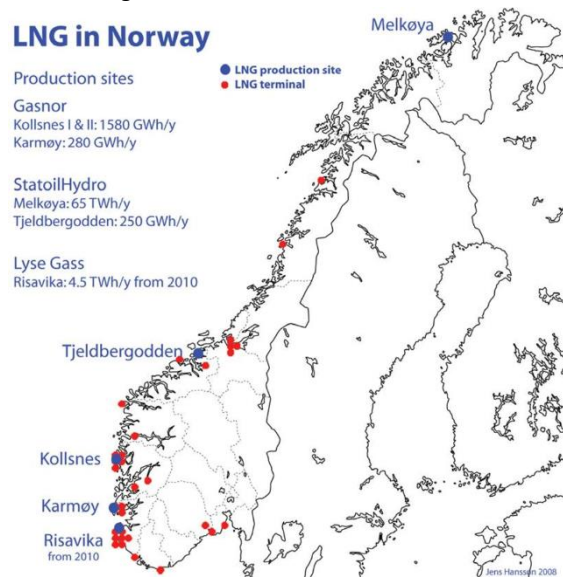 LNG in Norway
Production sites
Gasnor
Kollsnes I & II: 1580 GWh/y
Karmøy: 280 GWh/y
StatoilHydro
Melkøya: 65 TWh/y
Tjeldbergodden: 250 GWh/y
Lyse Gass
Risavika: 4.5 TWh/y from 2010
LNG production site
LNG terminal
Melkøya
Tjeldbergodden
Kollsnes
Karmøy
Risavika
from 2010
Jens Hansson 2008